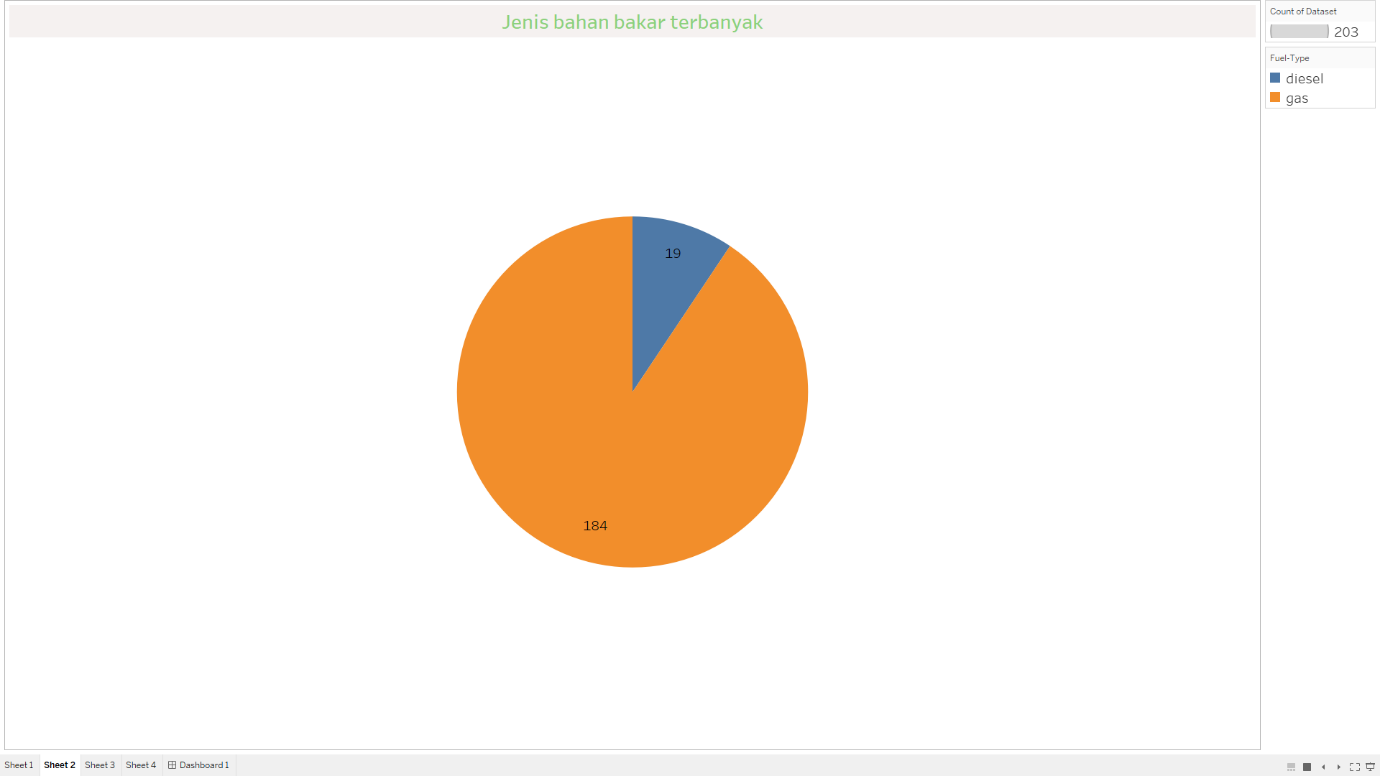 Jenis bahan bakar terbanyak
Count of Dataset
203
Fuel-Type
diesel
gas
19
184
Sheet 1
Sheet 2
Sheet 3
Sheet 4
Dashboard 1